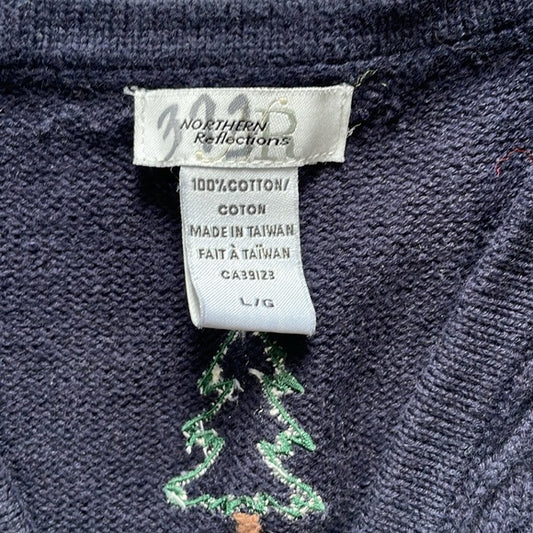 NORTHERN
Reflections
100%COTTON/
COTON
MADE IN TAIWAN
FAIT À TAÏWAN
CA39123
L/G